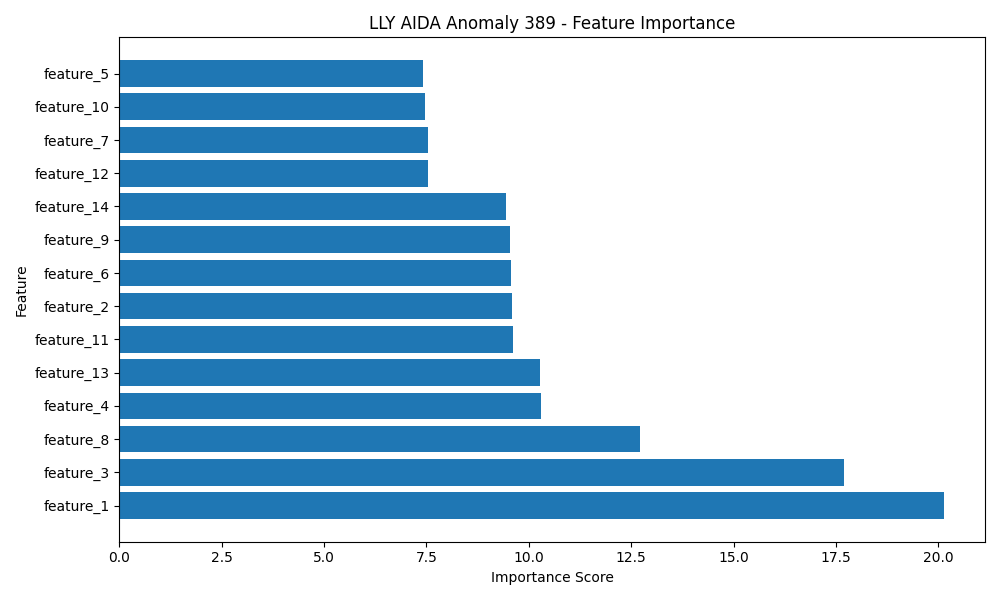 LLY AIDA Anomaly 389 - Feature Importance
feature_5
feature_10
feature_7
feature_12
feature_14
feature_9
feature_6
feature_2
feature_11
feature_13
feature_4
feature_8
feature_3
feature_1
Feature
0.0 2.5 5.0 7.5 10.0 12.5 15.0 17.5 20.0
Importance Score